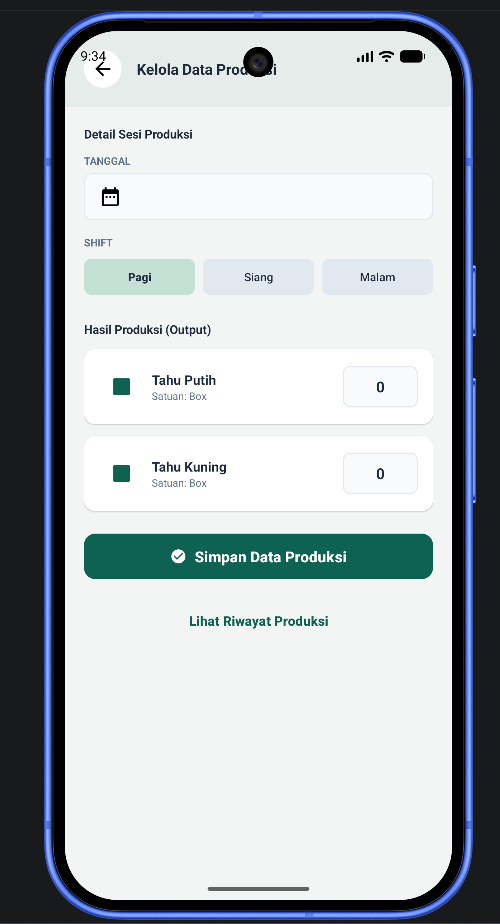 9:34
Kelola Data Produksi
Detail Sesi Produksi
TANGGAL
SHIFT
Pagi
Siang
Malam
Hasil Produksi (Output)
Tahu Putih
Satuan: Box
0
Tahu Kuning
Satuan: Box
0
Simpan Data Produksi
Lihat Riwayat Produksi